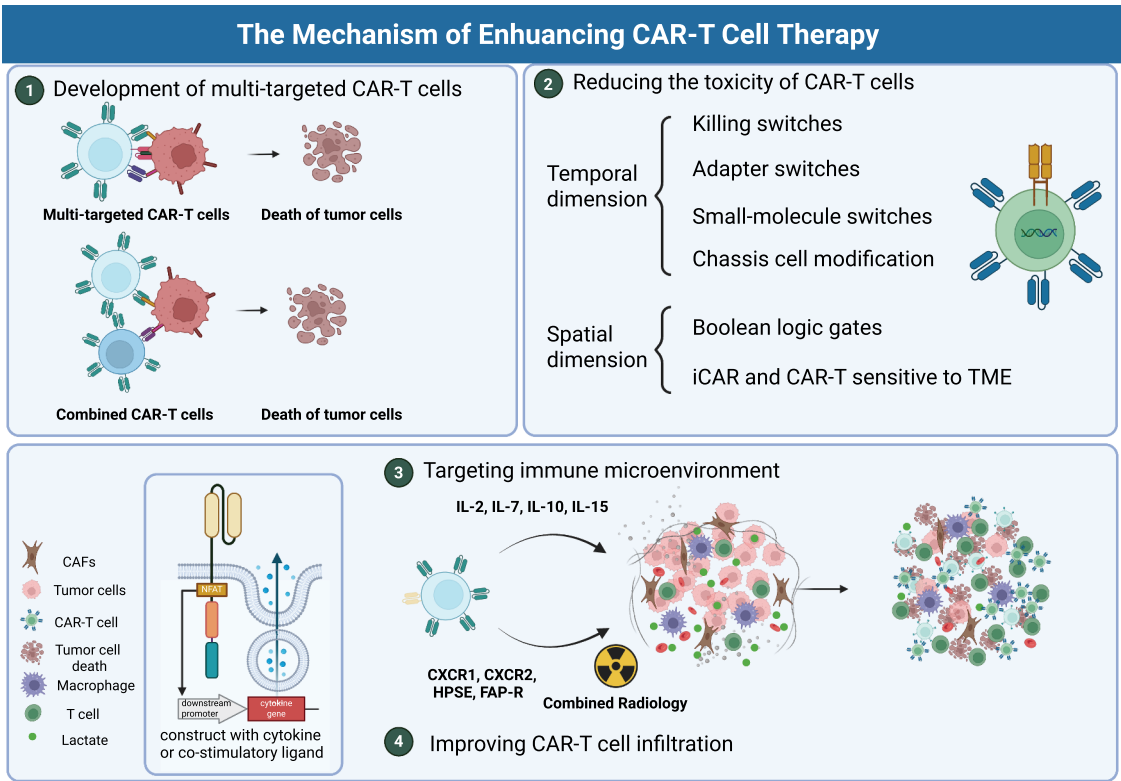 The Mechanism of Enhuancing CAR-T Cell Therapy
1
Development of multi-targeted CAR-T cells
Multi-targeted CAR-T cells
Death of tumor cells
Combined CAR-T cells
Death of tumor cells
2
Reducing the toxicity of CAR-T cells
Temporal
dimension
Killing switches
Adapter switches
Small-molecule switches
Chassis cell modification
Spatial
dimension
Boolean logic gates
iCAR and CAR-T sensitive to TME
CAFs
Tumor cells
CAR-T cell
Tumor cell
death
Macrophage
T cell
Lactate
NFAT
downstream
promoter
cytokine
gene
construct with cytokine
or co-stimulatory ligand
3
Targeting immune microenvironment
IL-2, IL-7, IL-10, IL-15
CXCR1, CXCR2,
HPSE, FAP-R
Combined Radiology
4
Improving CAR-T cell infiltration